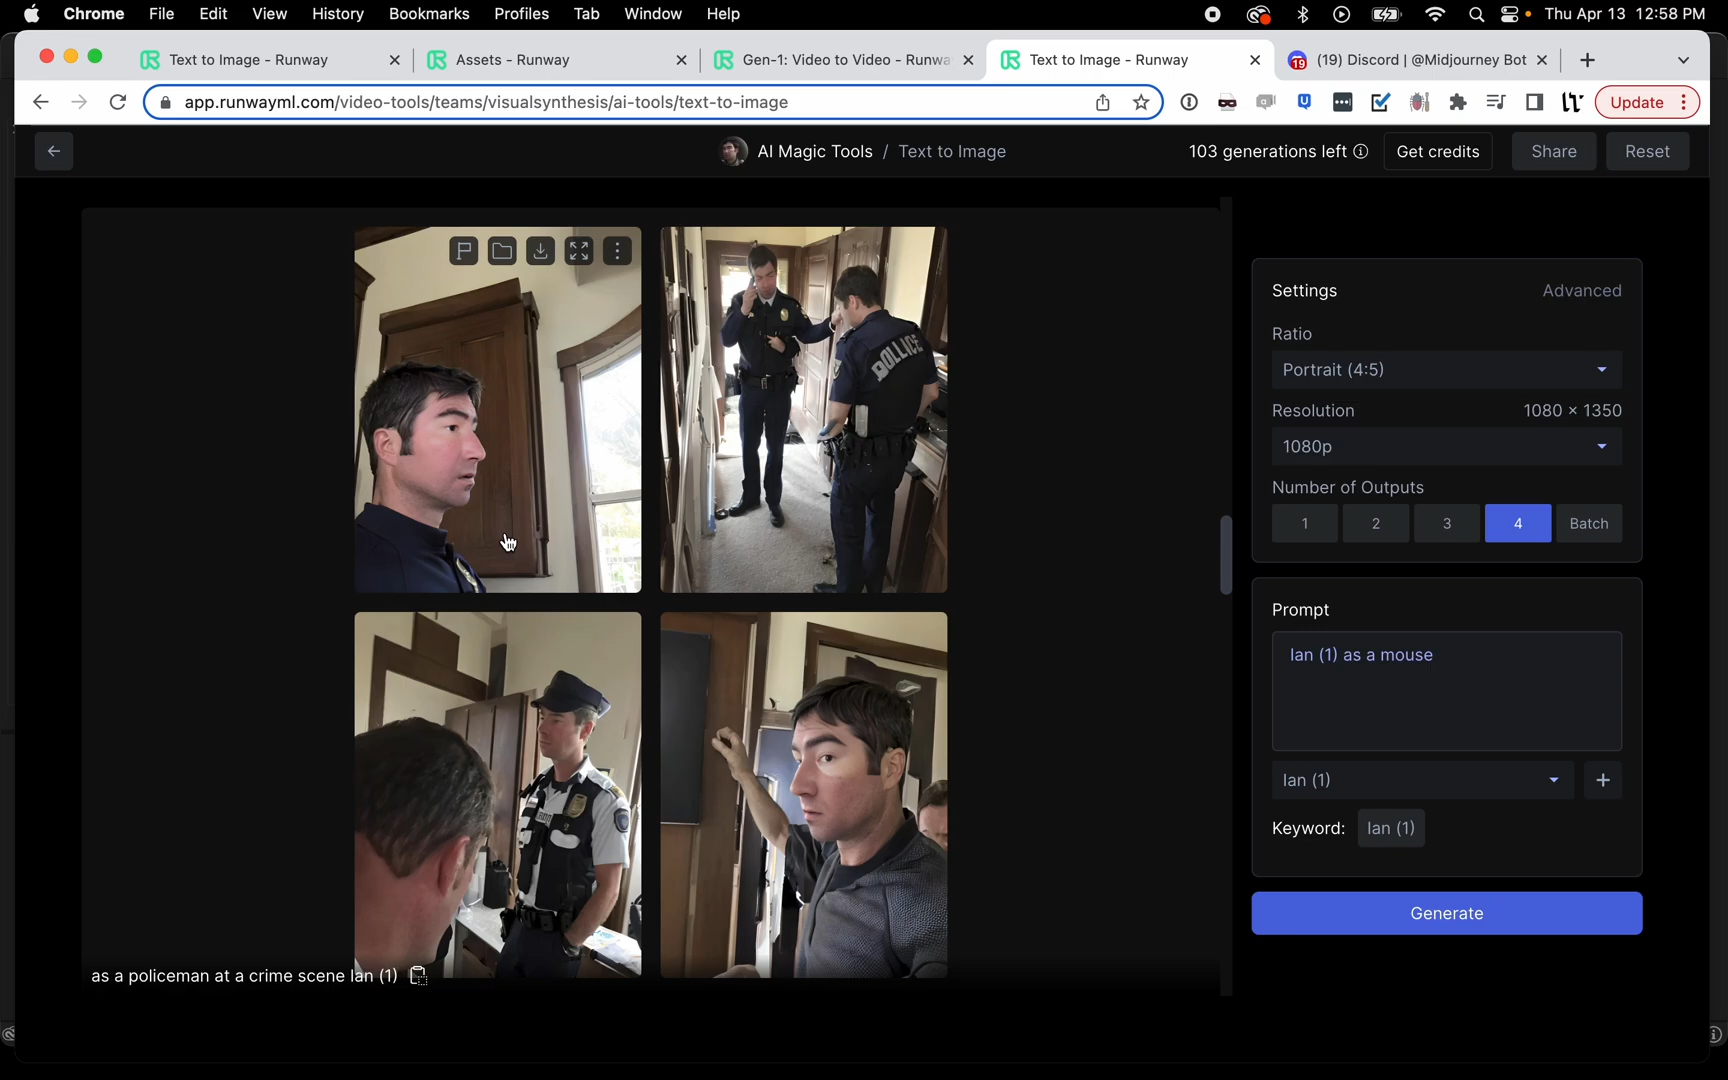 Chrome File Edit View History Bookmarks Profiles Tab Window Help Thu Apr 13 12:58 PM
Text to Image - Runway Assets - Runway Gen-1: Video to Video - Runwa Text to Image - Runway (19) Discord | @Midjourney Bot
app.runwayml.com/video-tools/teams/visualsynthesis/ai-tools/text-to-image Update
AI Magic Tools / Text to Image 103 generations left Get credits Share Reset
Settings Advanced
Ratio
Portrait (4:5)
Resolution 1080 × 1350
1080p
Number of Outputs
1 2 3 4 Batch
Prompt
Ian (1) as a mouse
Ian (1)
Keyword: Ian (1)
Generate
BOLLICE
as a policeman at a crime scene Ian (1)